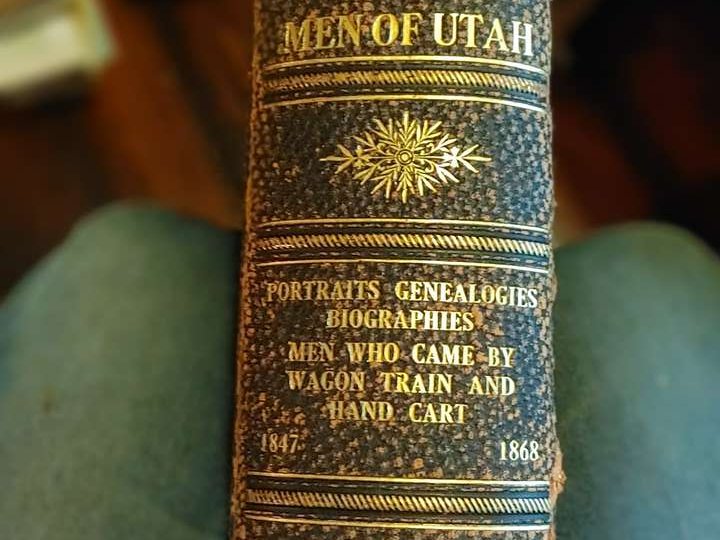 MEN OF UTAH
PORTRAITS GENEALOGIES
BIOGRAPHIES
MEN WHO CAME BY
WAGON TRAIN AND
HAND CART
1847 1868